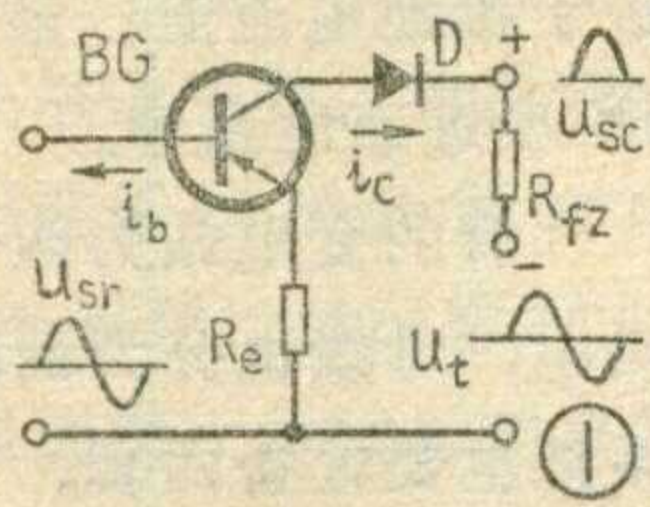 BG
D
+
u_sc
i_c
i_b
R_fz
−
u_sr
R_e
u_t
1